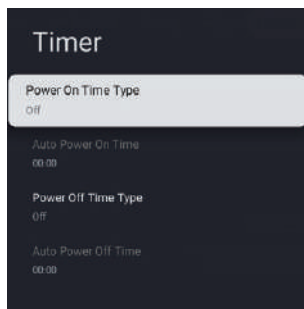 Timer
Power On Time Type
Off
Auto Power On Time
00:00
Power Off Time Type
Off
Auto Power Off Time
00:00